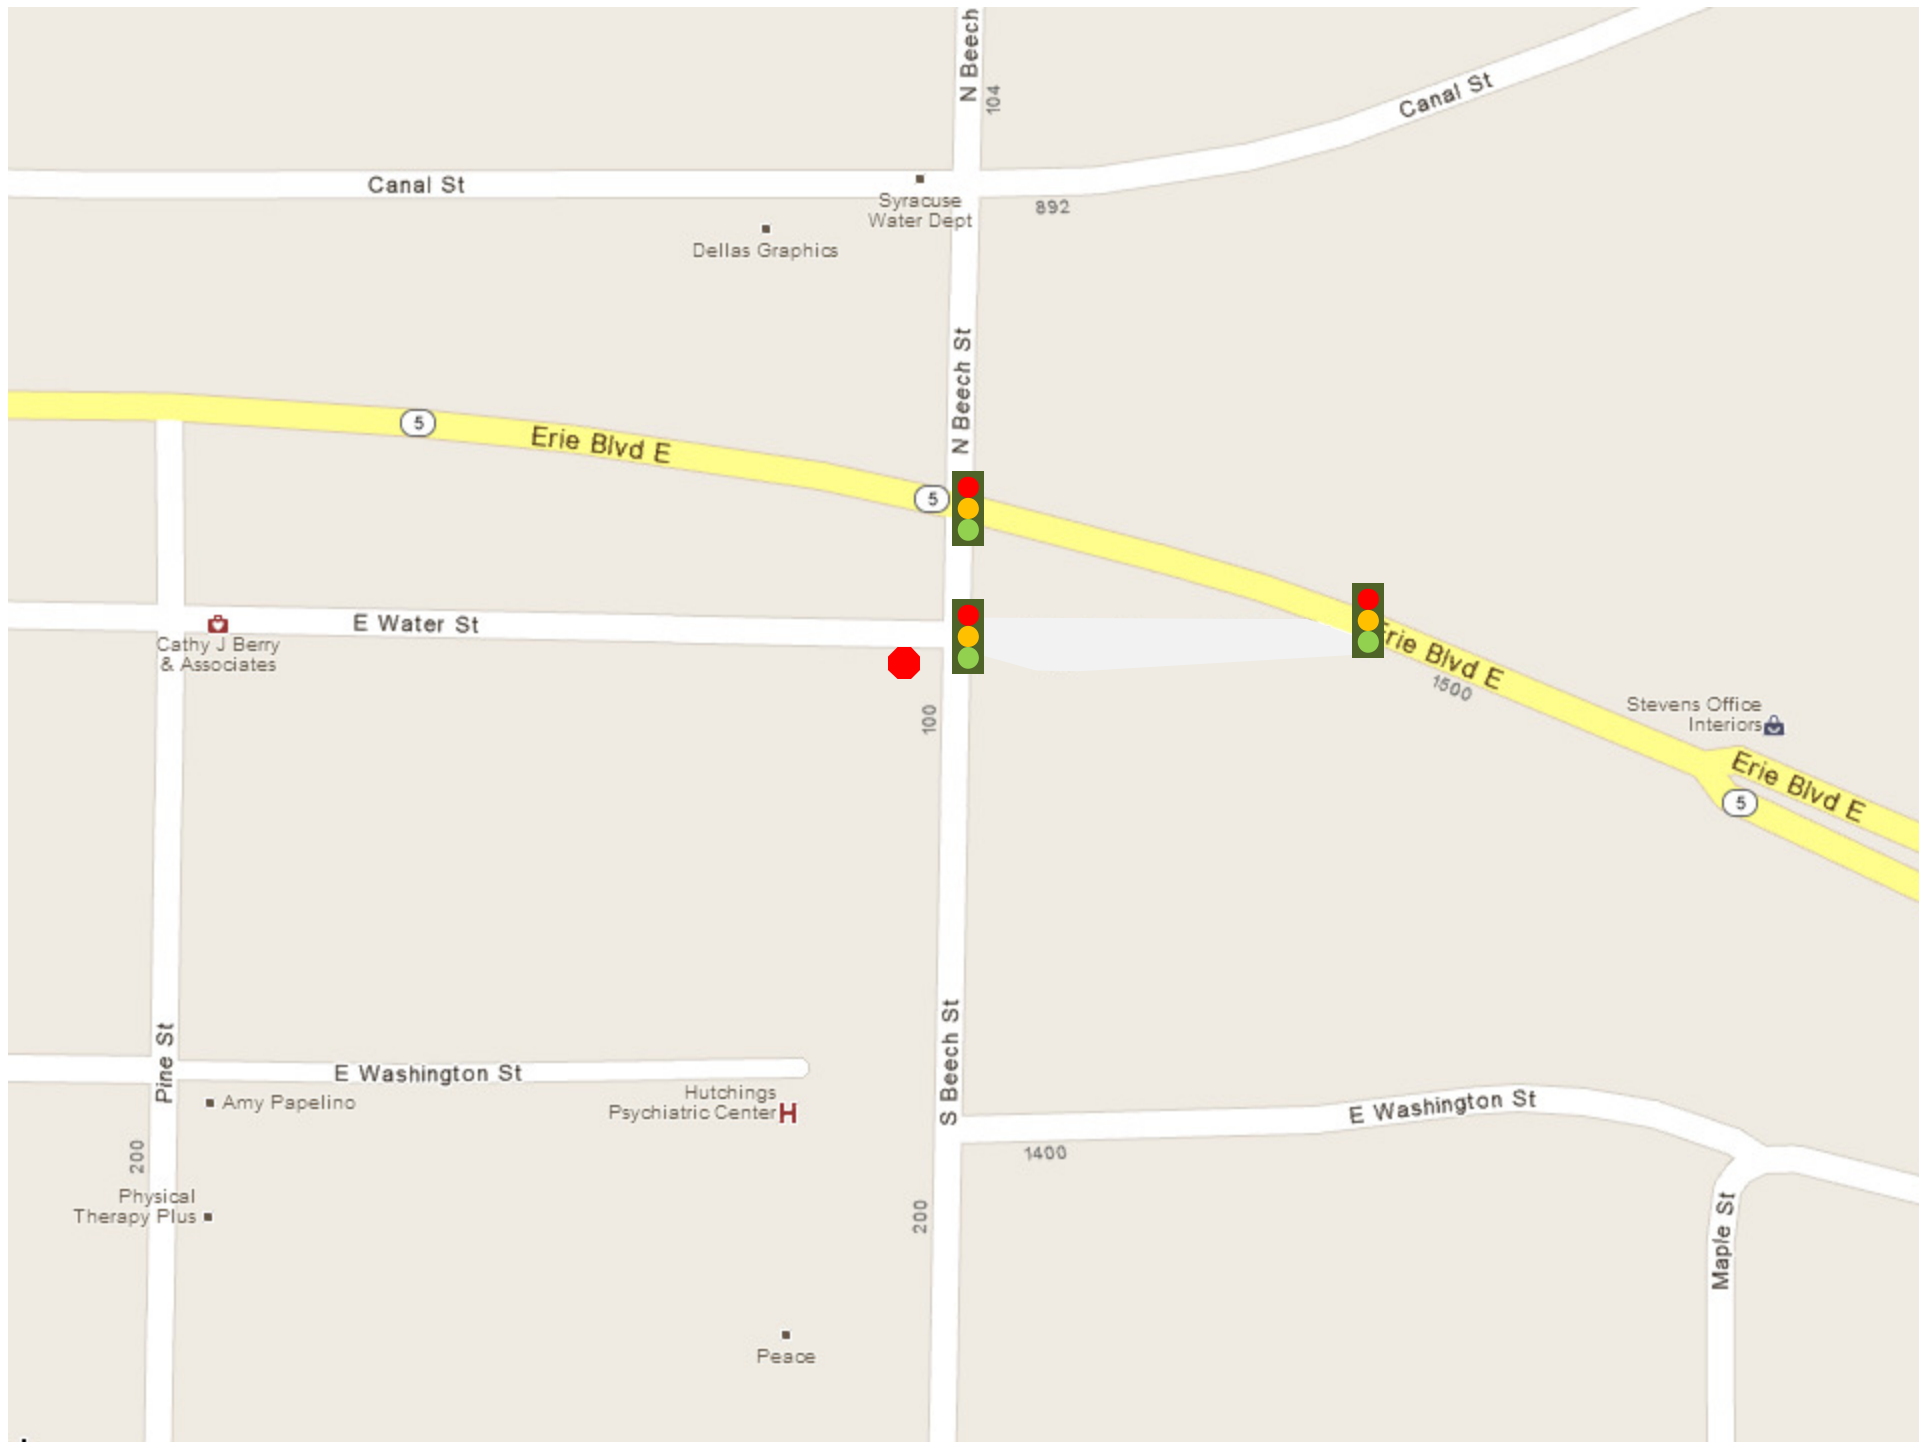 N Beech
104
Canal St
Canal St
Syracuse
Water Dept
892
Dellas Graphics
N Beech St
5
Erie Blvd E
5
E Water St
Cathy J Berry
& Associates
Erie Blvd E
1500
100
Stevens Office
Interiors
Erie Blvd E
5
S Beech St
Pine St
E Washington St
Amy Papelino
Hutchings
Psychiatric Center H
E Washington St
1400
200
Physical
Therapy Plus
200
Maple St
Peace